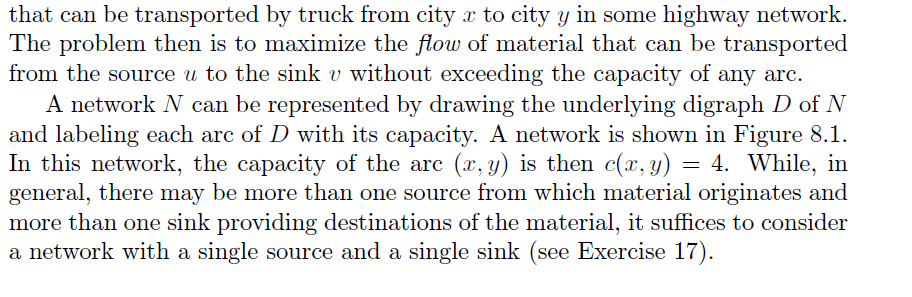 that can be transported by truck from city x to city y in some highway network.
The problem then is to maximize the flow of material that can be transported
from the source u to the sink v without exceeding the capacity of any arc.
A network N can be represented by drawing the underlying digraph D of N
and labeling each arc of D with its capacity. A network is shown in Figure 8.1.
In this network, the capacity of the arc (x, y) is then c(x, y) = 4. While, in
general, there may be more than one source from which material originates and
more than one sink providing destinations of the material, it suffices to consider
a network with a single source and a single sink (see Exercise 17).